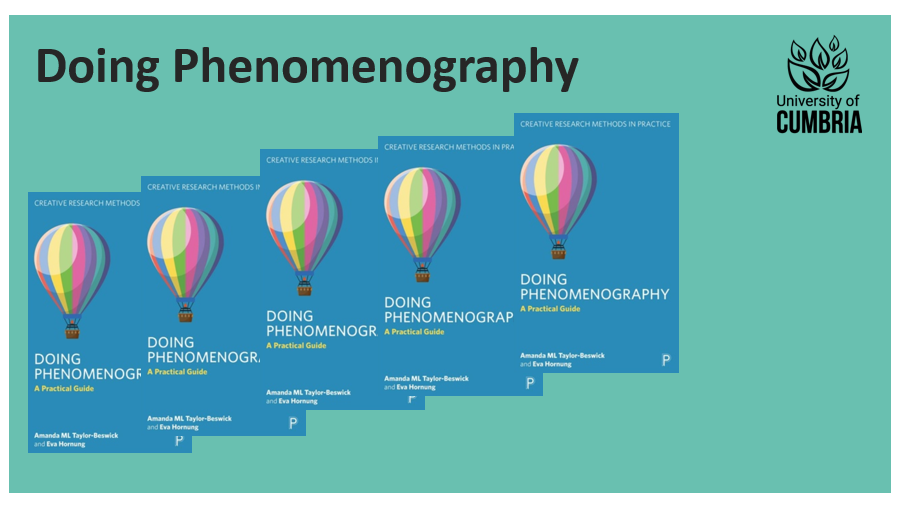 Doing Phenomenography
University of
CUMBRIA
CREATIVE RESEARCH METHODS
DOING
PHENOMENOGR
A Practical Guide
Amanda ML Taylor-Beswick
and Eva Hornung
CREATIVE RESEARCH METHODS IN
DOING
PHENOMENOGRA
A Practical Guide
Amanda ML Taylor-Beswick
and Eva Hornung
P
CREATIVE RESEARCH METHODS I
DOING
PHENOMENOGR
A Practical Guide
Amanda ML Taylor-Beswick
and Eva Hornung
P
CREATIVE RESEARCH METHODS IN PRA
DOING
PHENOMENOGRAP
A Practical Guide
Amanda ML Taylor-Beswick
and Eva Hornung
P
CREATIVE RESEARCH METHODS IN PRACTICE
DOING
PHENOMENOGRAPHY
A Practical Guide
Amanda ML Taylor-Beswick
and Eva Hornung
P